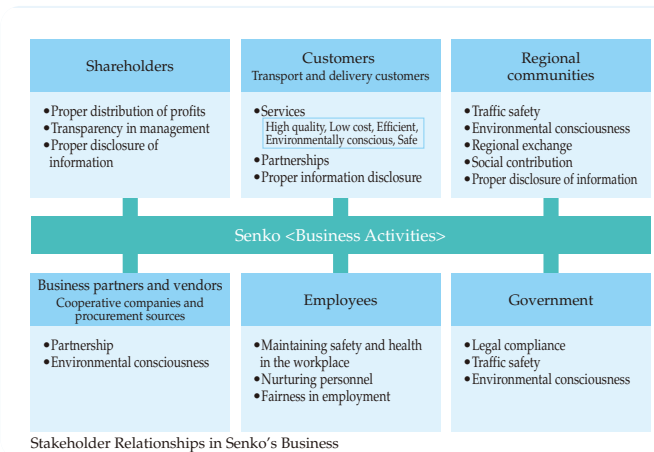 Shareholders
•Proper distribution of profits
•Transparency in management
•Proper disclosure of
information
Customers
Transport and delivery customers
•Services
High quality, Low cost, Efficient,
Environmentally conscious, Safe
•Partnerships
•Proper information disclosure
Regional
communities
•Traffic safety
•Environmental consciousness
•Regional exchange
•Social contribution
•Proper disclosure of information
Senko <Business Activities>
Business partners and vendors
Cooperative companies and
procurement sources
•Partnership
•Environmental consciousness
Employees
•Maintaining safety and health
in the workplace
•Nurturing personnel
•Fairness in employment
Government
•Legal compliance
•Traffic safety
•Environmental consciousness
Stakeholder Relationships in Senko’s Business